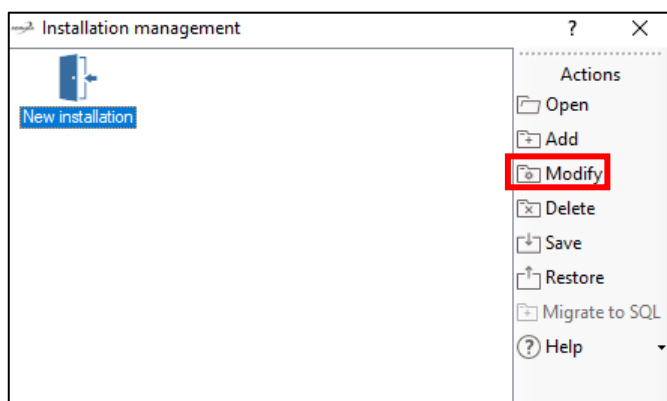 Installation management
New installation
Actions
Open
Add
Modify
Delete
Save
Restore
Migrate to SQL
Help